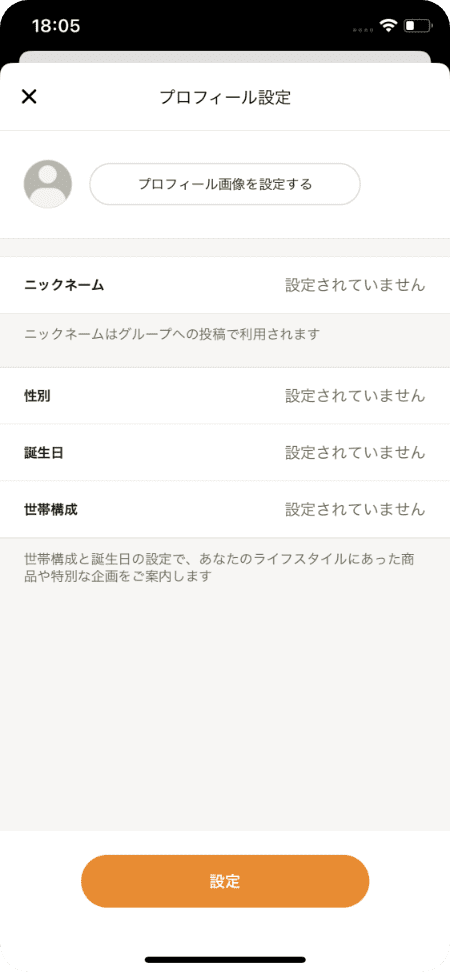 18:05
プロフィール設定
プロフィール画像を設定する
ニックネーム 設定されていません
ニックネームはグループへの投稿で利用されます
性別 設定されていません
誕生日 設定されていません
世帯構成 設定されていません
世帯構成と誕生日の設定で、あなたのライフスタイルにあった商
品や特別な企画をご案内します
設定